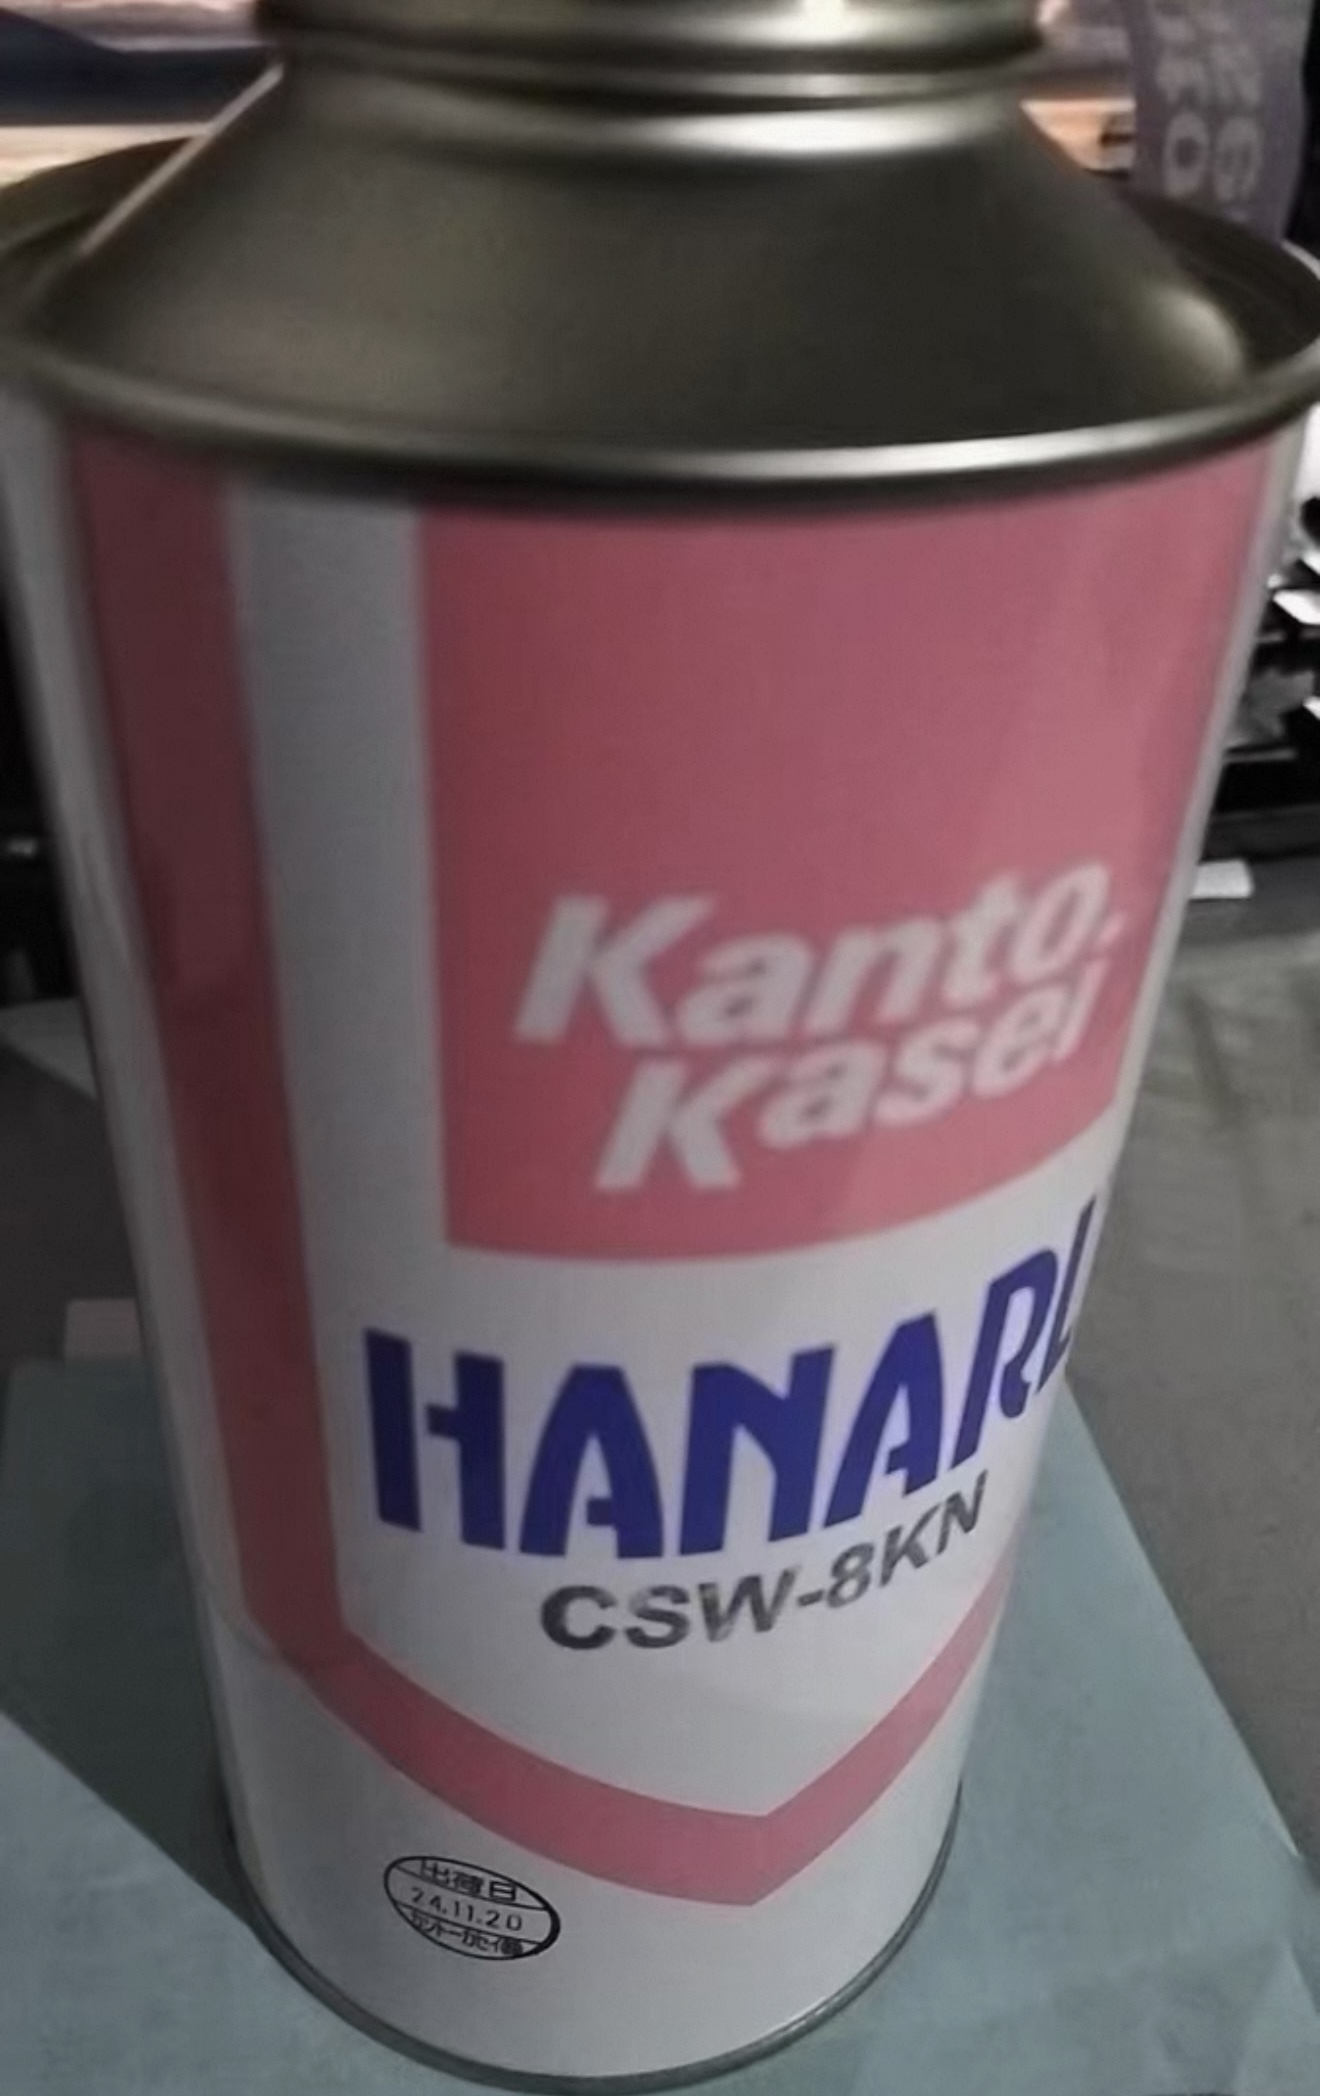 Kanto
Kasei
HANARL
CSW-8KN
出荷日
24.11.20